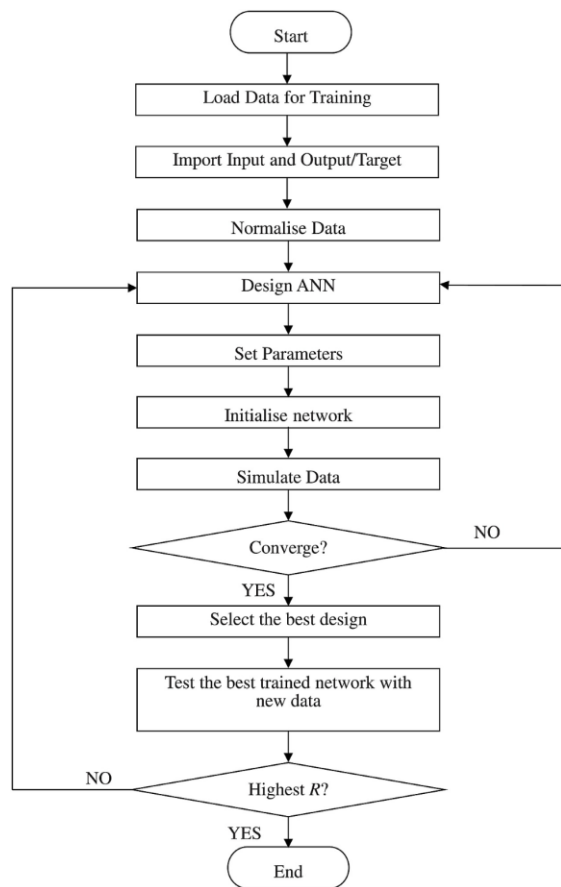 Start
Load Data for Training
Import Input and Output/Target
Normalise Data
Design ANN
Set Parameters
Initialise network
Simulate Data
Converge?
NO
YES
Select the best design
Test the best trained network with
new data
NO
Highest R?
YES
End